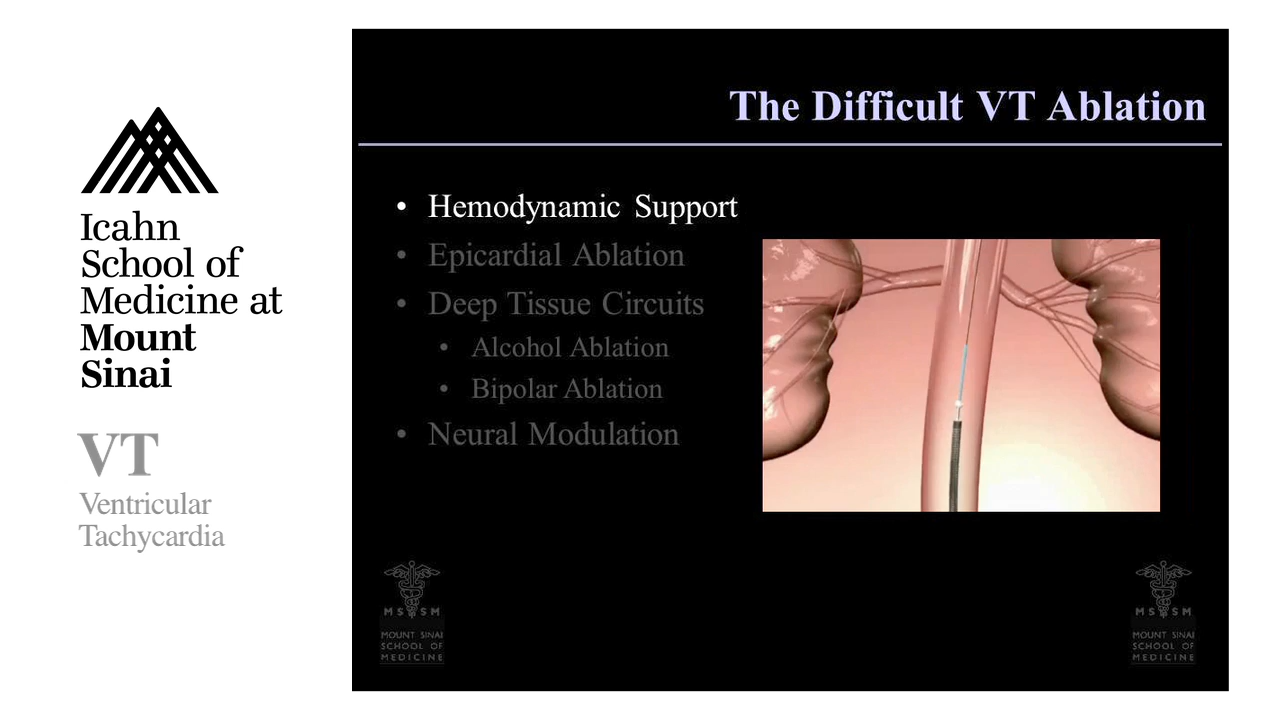 Icahn
School of
Medicine at
Mount
Sinai
VT
Ventricular
Tachycardia
The Difficult VT Ablation
• Hemodynamic Support
• Epicardial Ablation
• Deep Tissue Circuits
• Alcohol Ablation
• Bipolar Ablation
• Neural Modulation
MS SM
MOUNT SINAI
SCHOOL OF
MEDICINE
MS SM
MOUNT SINAI
SCHOOL OF
MEDICINE